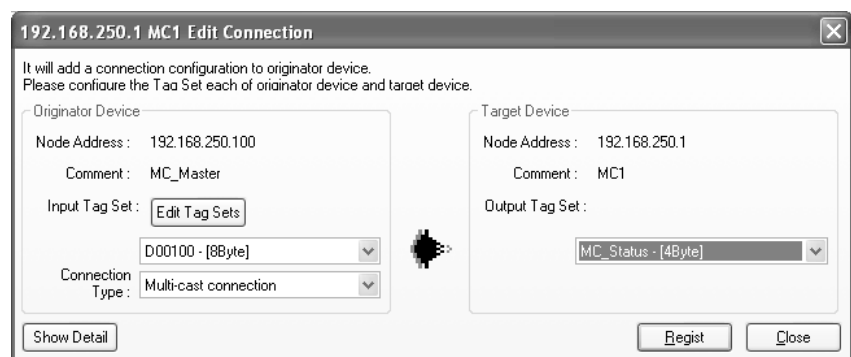 192.168.250.1 MC1 Edit Connection
It will add a connection configuration to originator device.
Please configure the Tag Set each of originator device and target device.
Originator Device
Node Address : 192.168.250.100
Comment : MC_Master
Input Tag Set :
Edit Tag Sets
D00100 - [8Byte]
Connection
Type : Multi-cast connection
Target Device
Node Address : 192.168.250.1
Comment : MC1
Output Tag Set :
MC_Status - [4Byte]
Show Detail
Regist
Close